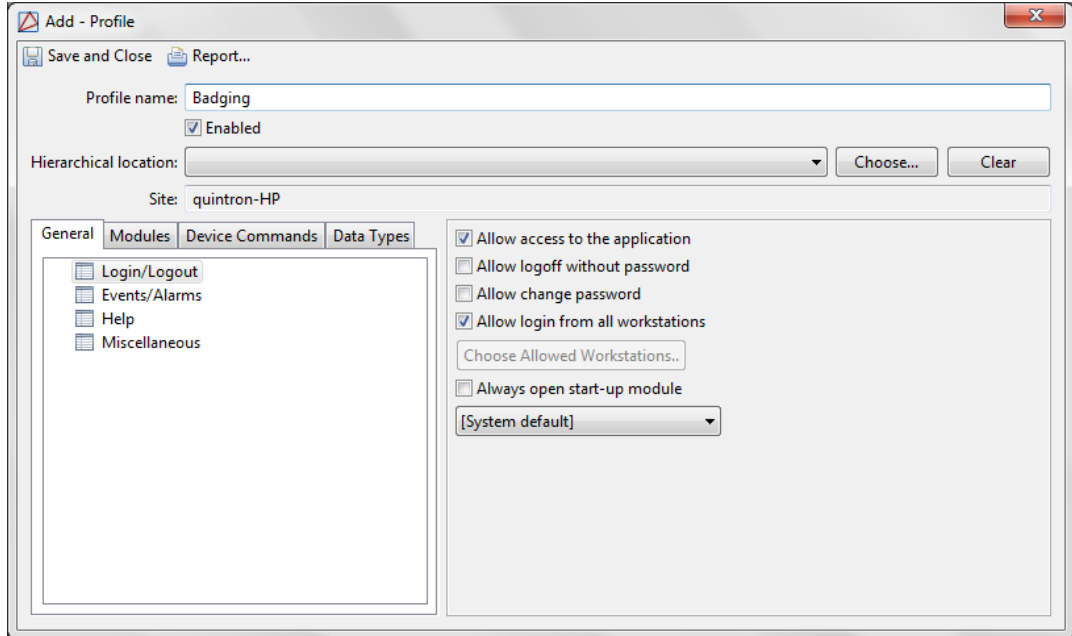 Add - Profile
Save and Close Report...
Profile name: Badging
Enabled
Hierarchical location: Choose... Clear
Site: quintron-HP
General Modules Device Commands Data Types
Login/Logout
Events/Alarms
Help
Miscellaneous
Allow access to the application
Allow logoff without password
Allow change password
Allow login from all workstations
Choose Allowed Workstations..
Always open start-up module
[System default]